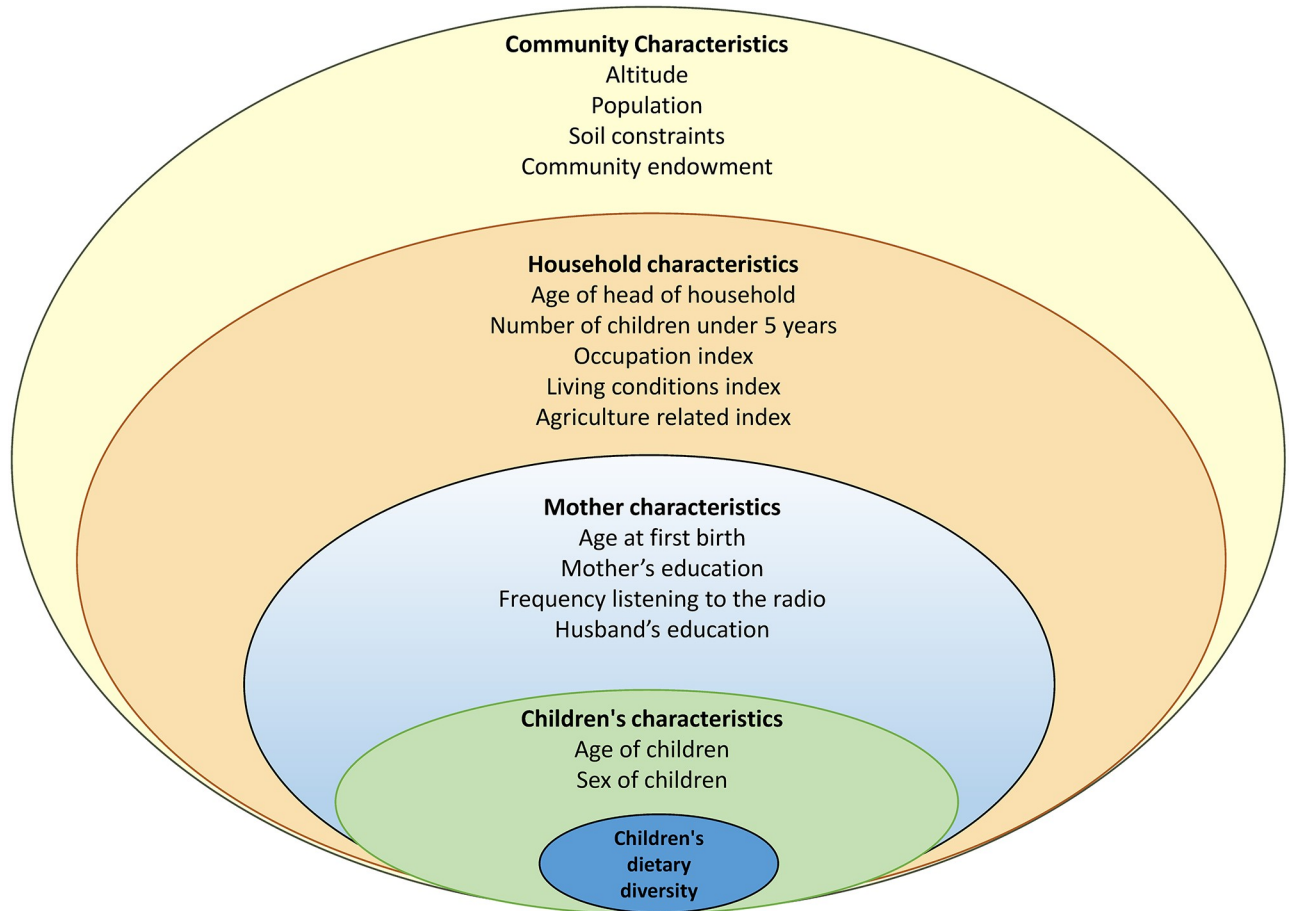 Community Characteristics
Altitude
Population
Soil constraints
Community endowment
Household characteristics
Age of head of household
Number of children under 5 years
Occupation index
Living conditions index
Agriculture related index
Mother characteristics
Age at first birth
Mother’s education
Frequency listening to the radio
Husband’s education
Children's characteristics
Age of children
Sex of children
Children's
dietary
diversity